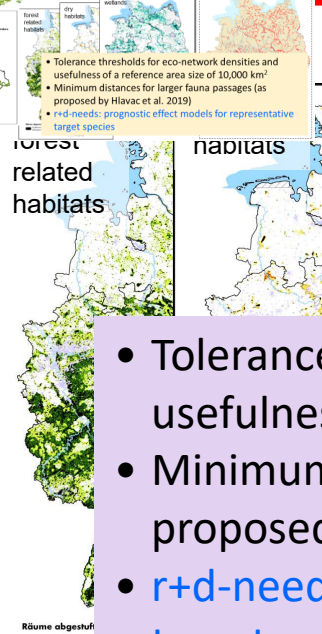 forest
related
habitats
dry
habitats
wetlands
• Tolerance thresholds for eco-network densities and
usefulness of a reference area size of 10,000 km²
• Minimum distances for larger fauna passages (as
proposed by Hlavac et al. 2019)
• r+d-needs: prognostic effect models for representative
target species
forest
related
habitats
habitats
• Tolerance
usefulnes
• Minimun
proposed
• r+d-need
Räume abgestuft